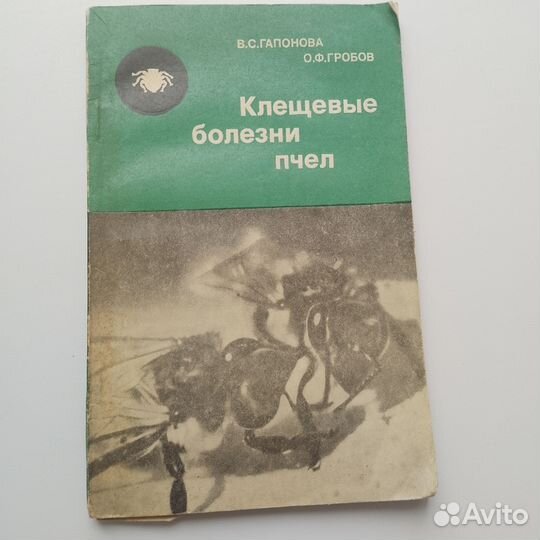 В.С.ГАПОНОВА
О.Ф.ГРОБОВ
Клещевые
болезни
пчел
Avito